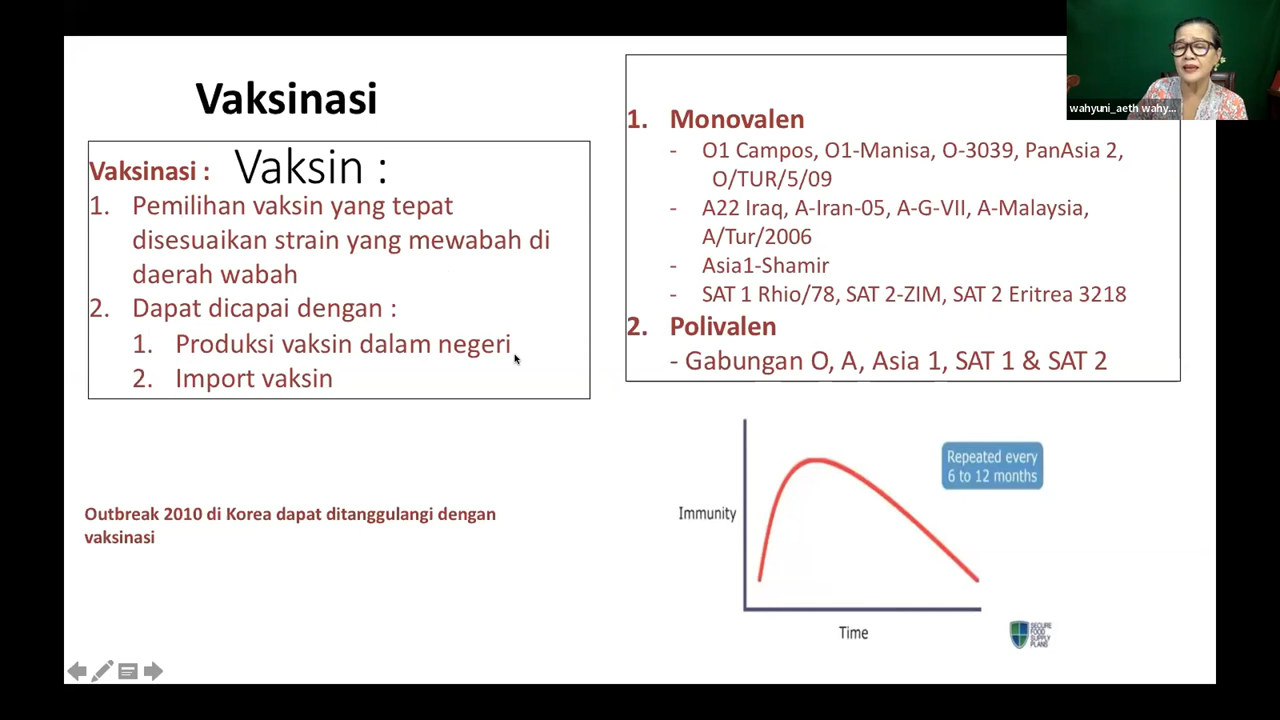 Vaksinasi
Vaksinasi :
Vaksin :
1. Pemilihan vaksin yang tepat
disesuaikan strain yang mewabah di
daerah wabah
2. Dapat dicapai dengan :
1. Produksi vaksin dalam negeri
2. Import vaksin
Outbreak 2010 di Korea dapat ditanggulangi dengan
vaksinasi
1. Monovalen
- O1 Campos, O1-Manisa, O-3039, PanAsia 2,
O/TUR/5/09
- A22 Iraq, A-Iran-05, A-G-VII, A-Malaysia,
A/Tur/2006
- Asia1-Shamir
- SAT 1 Rhio/78, SAT 2-ZIM, SAT 2 Eritrea 3218
2. Polivalen
- Gabungan O, A, Asia 1, SAT 1 & SAT 2
Repeated every
6 to 12 months
Immunity
Time
SECURE
FOOD
SUPPLY
PLANS
wahyuni_aeth wahy...